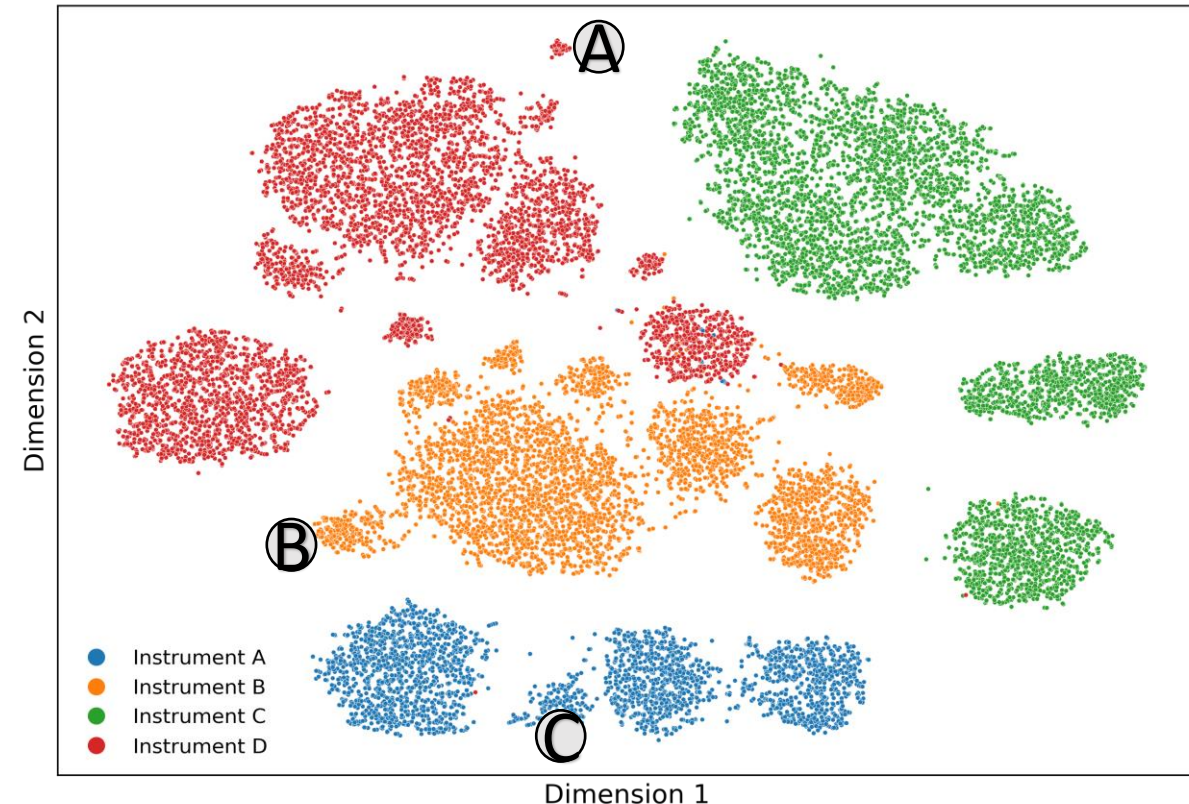 A
Dimension 2
B
Instrument A
Instrument B
Instrument C
Instrument D
C
Dimension 1